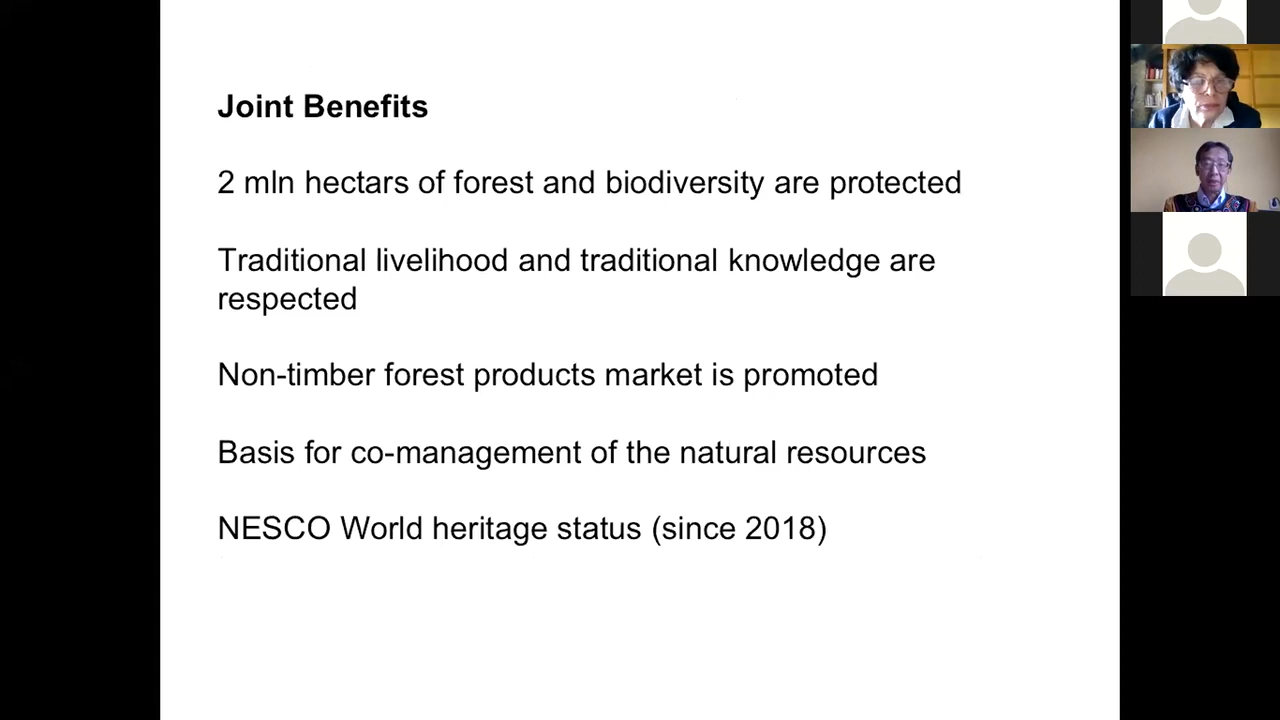 Joint Benefits
2 mln hectars of forest and biodiversity are protected
Traditional livelihood and traditional knowledge are
respected
Non-timber forest products market is promoted
Basis for co-management of the natural resources
NESCO World heritage status (since 2018)